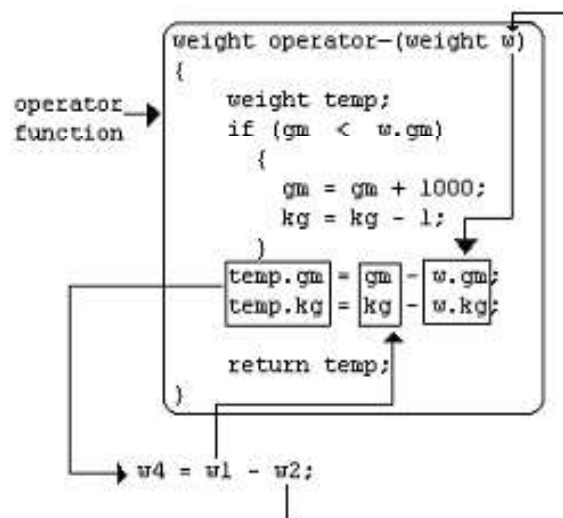 weight operator-(weight w)
{
operator
function
weight temp;
if (gm < w.gm)
{
gm = gm + 1000;
kg = kg - 1;
}
temp.gm = gm - w.gm;
temp.kg = kg - w.kg;
return temp;
}
w4 = w1 - w2;